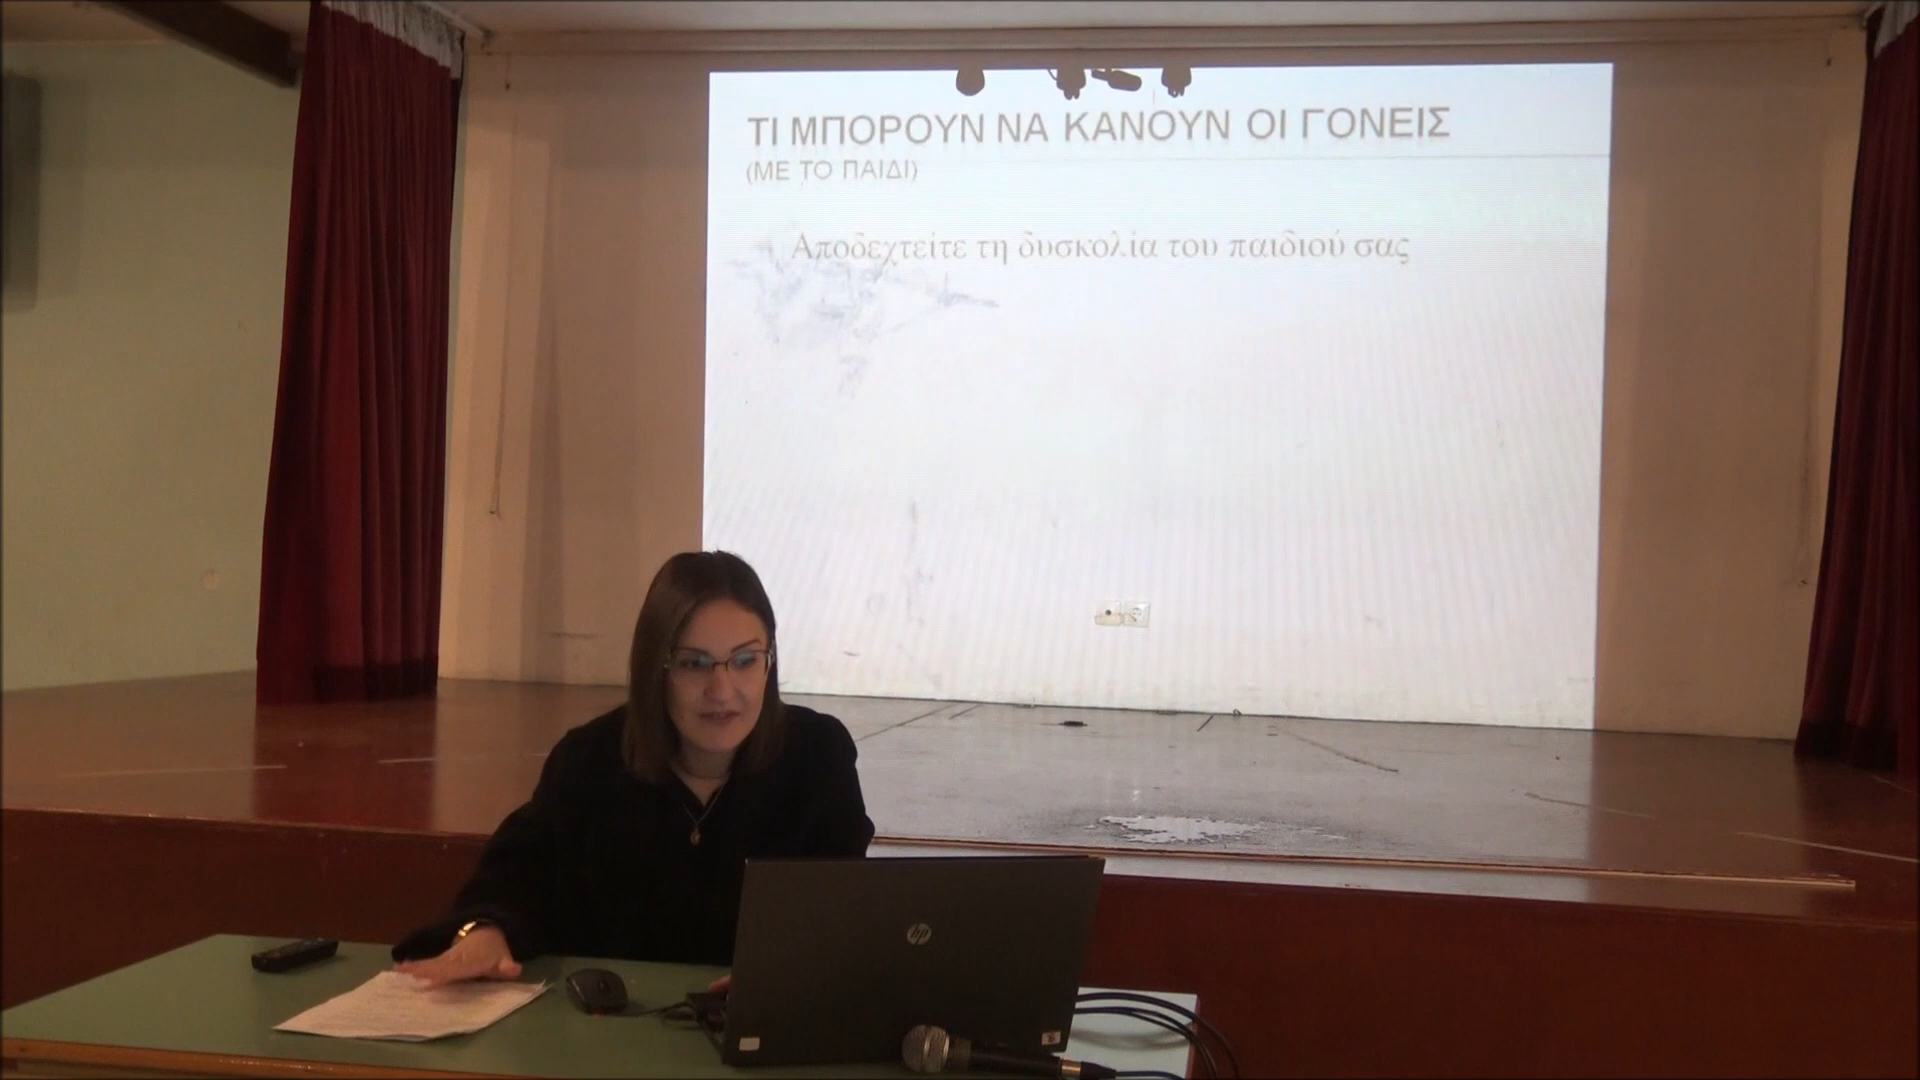 ΤΙ ΜΠΟΡΟΥΝ ΝΑ ΚΑΝΟΥΝ ΟΙ ΓΟΝΕΙΣ
(ΜΕ ΤΟ ΠΑΙΔΙ)
Αποδεχτείτε τη δυσκολία του παιδιού σας
hp